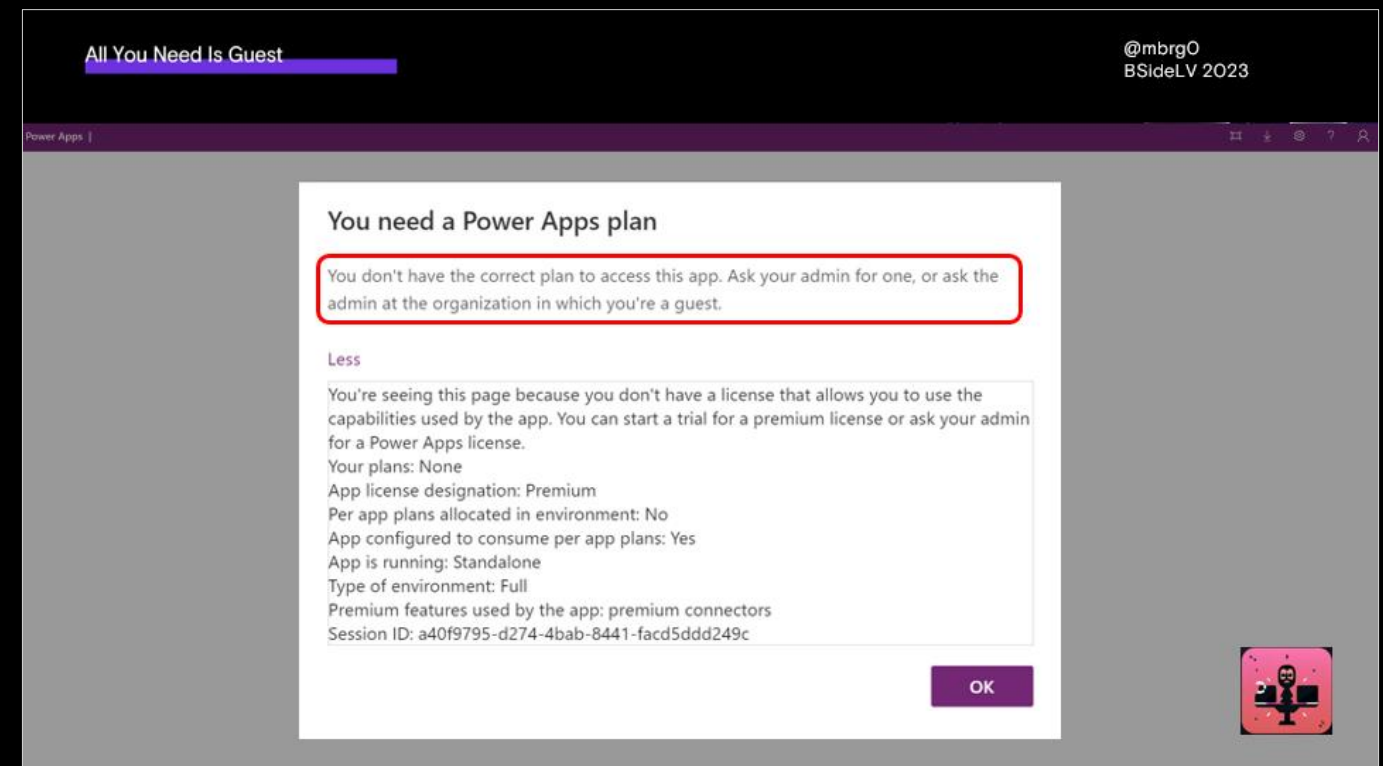 All You Need Is Guest
@mbrg0
BSideLV 2023
Power Apps |
?
You need a Power Apps plan
You don't have the correct plan to access this app. Ask your admin for one, or ask the
admin at the organization in which you're a guest.
Less
You're seeing this page because you don't have a license that allows you to use the
capabilities used by the app. You can start a trial for a premium license or ask your admin
for a Power Apps license.
Your plans: None
App license designation: Premium
Per app plans allocated in environment: No
App configured to consume per app plans: Yes
App is running: Standalone
Type of environment: Full
Premium features used by the app: premium connectors
Session ID: a40f9795-d274-4bab-8441-facd5ddd249c
OK